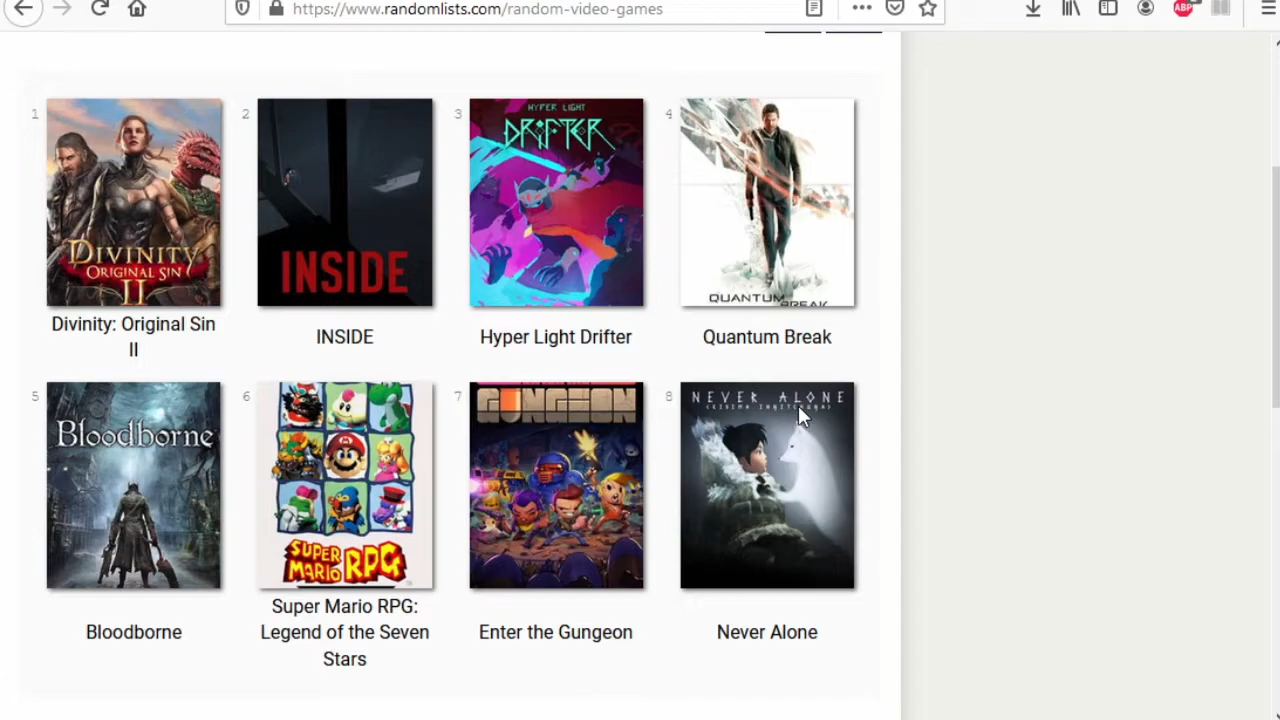 https://www.randomlists.com/random-video-games
ABP
1
2
3
4
DIVINITY
ORIGINAL SIN
II
INSIDE
HYPER LIGHT
DRIFTER
QUANTUM BREAK
Divinity: Original Sin
II
INSIDE
Hyper Light Drifter
Quantum Break
5
6
7
8
Bloodborne
SUPER
MARIO RPG
GUNGEON
NEVER ALONE
Bloodborne
Super Mario RPG:
Legend of the Seven
Stars
Enter the Gungeon
Never Alone